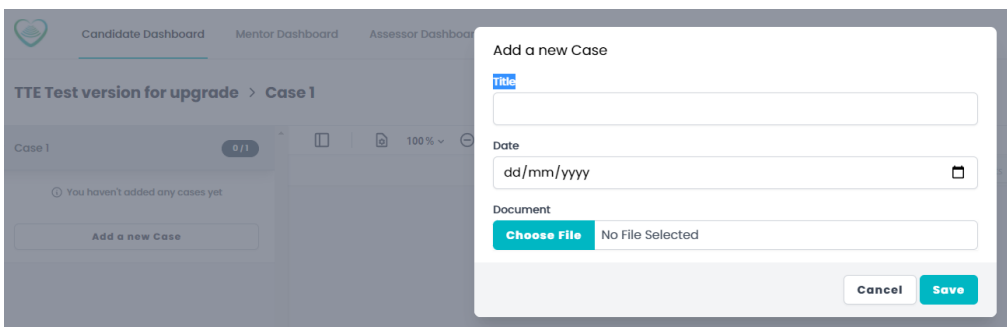 Candidate Dashboard
Mentor Dashboard
Assessor Dashboar
TTE Test version for upgrade > Case 1
Case 1
0/1
You haven't added any cases yet
Add a new Case
100%
Add a new Case
Title
Date
dd/mm/yyyy
Document
Choose File
No File Selected
Cancel
Save